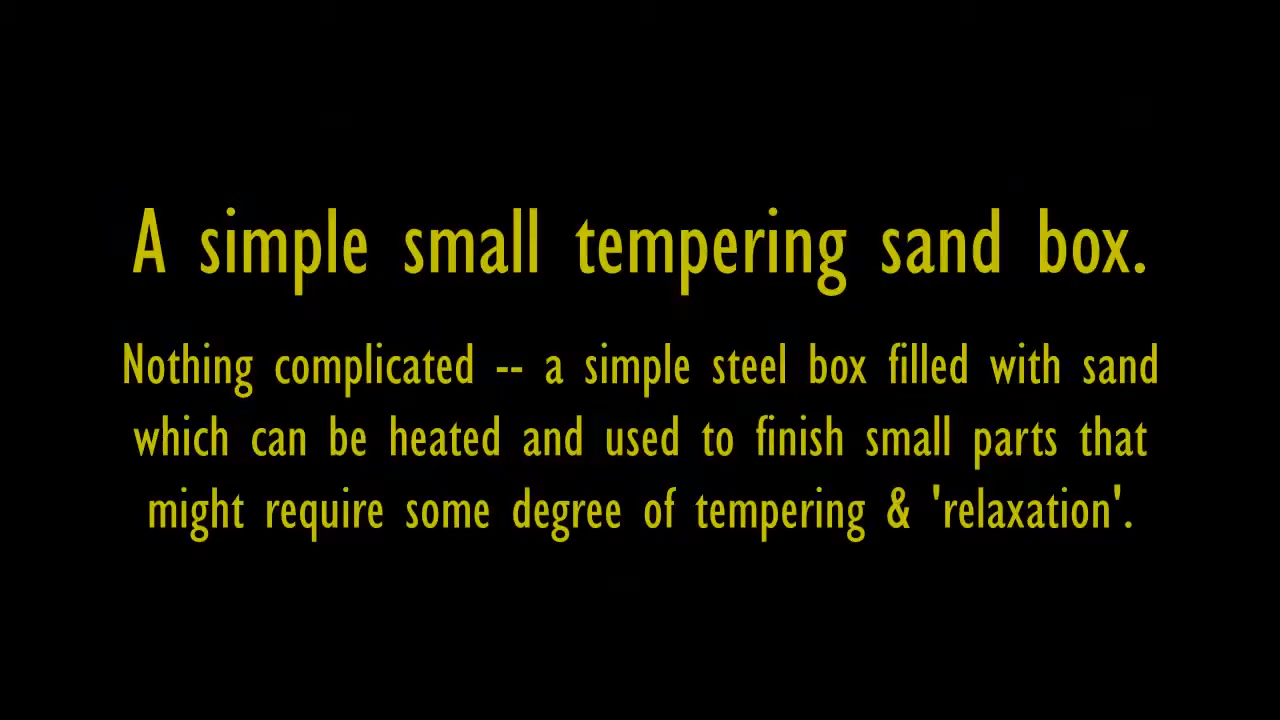 A simple small tempering sand box.
Nothing complicated -- a simple steel box filled with sand
which can be heated and used to finish small parts that
might require some degree of tempering & 'relaxation'.